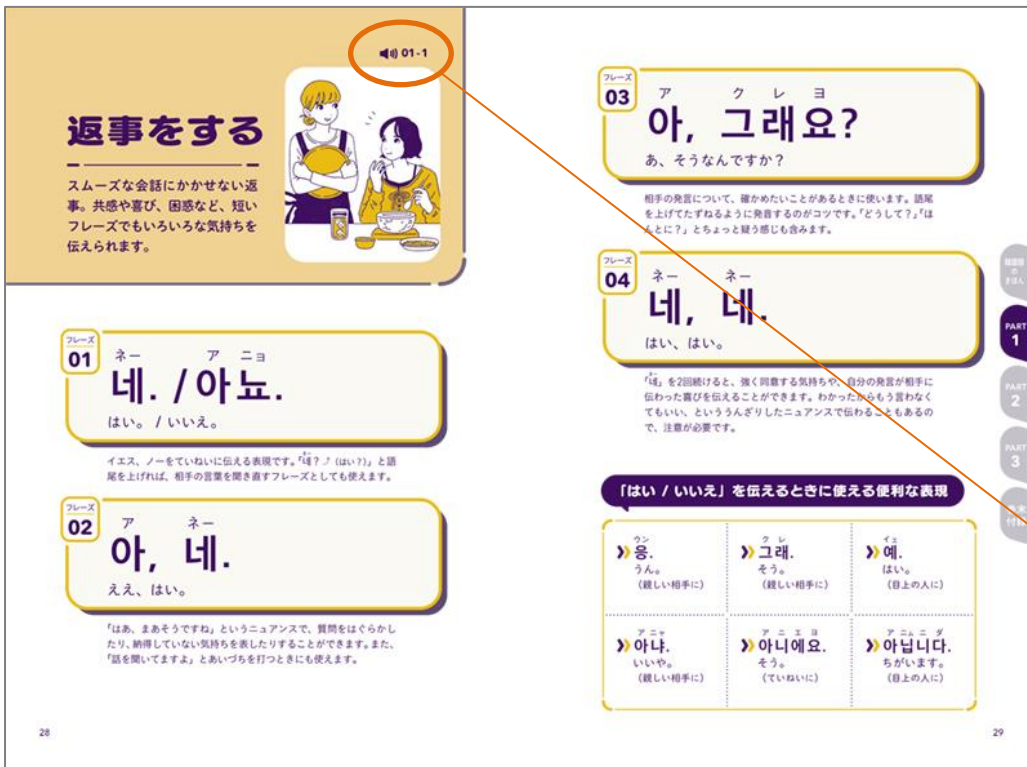 01-1
返事をする
スムーズな会話にかかせない返
事。共感や喜び、困惑など、短い
フレーズでもいろいろな気持ちを
伝えられます。
フレーズ
01
ネー アニョ
네. /아뇨.
はい。/ いいえ。
イエス、ノーをていねいに伝える表現です。「네?⤴(はい?)」と語
尾を上げれば、相手の言葉を聞き直すフレーズとしても使えます。
フレーズ
02
ア ネー
아, 네.
ええ、はい。
「はあ、まあそうですね」というニュアンスで、質問をはぐらかし
たり、納得していない気持ちを表したりすることができます。また、
「話を聞いてますよ」とあいづちを打つときにも使えます。
28
フレーズ
03
ア クレヨ
아, 그래요?
あ、そうなんですか?
相手の発言について、確かめたいことがあるときに使います。語尾
を上げてたずねるように発音するのがコツです。「どうして?」「ほ
んとに?」とちょっと疑う感じも含みます。
フレーズ
04
ネー ネー
네, 네.
はい、はい。
「네」を2回続けると、強く同意する気持ちや、自分の発言が相手に
伝わった喜びを伝えることができます。わかったからもう言わなく
てもいい、といううんざりしたニュアンスで伝わることもあるの
で、注意が必要です。
「はい / いいえ」を伝えるときに使える便利な表現
ウン
응.
うん。
(親しい相手に)
クレ
그래.
そう。
(親しい相手に)
イェ
예.
はい。
(目上の人に)
アニャ
아냐.
いいや。
(親しい相手に)
アニエヨ
아니에요.
そう。
(ていねいに)
アニムニダ
아닙니다.
ちがいます。
(目上の人に)
PART
1
PART
2
PART
3
29